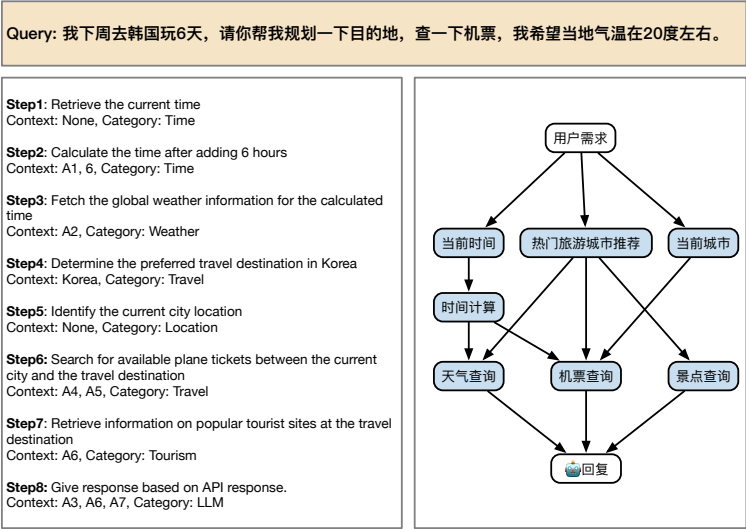 Query: 我下周去韩国玩6天，请你帮我规划一下目的地，查一下机票，我希望当地气温在20度左右。
Step1: Retrieve the current time
Context: None, Category: Time
Step2: Calculate the time after adding 6 hours
Context: A1, 6, Category: Time
Step3: Fetch the global weather information for the calculated
time
Context: A2, Category: Weather
Step4: Determine the preferred travel destination in Korea
Context: Korea, Category: Travel
Step5: Identify the current city location
Context: None, Category: Location
Step6: Search for available plane tickets between the current
city and the travel destination
Context: A4, A5, Category: Travel
Step7: Retrieve information on popular tourist sites at the travel
destination
Context: A6, Category: Tourism
Step8: Give response based on API response.
Context: A3, A6, A7, Category: LLM
用户需求
当前时间
热门旅游城市推荐
当前城市
时间计算
天气查询
机票查询
景点查询
回复